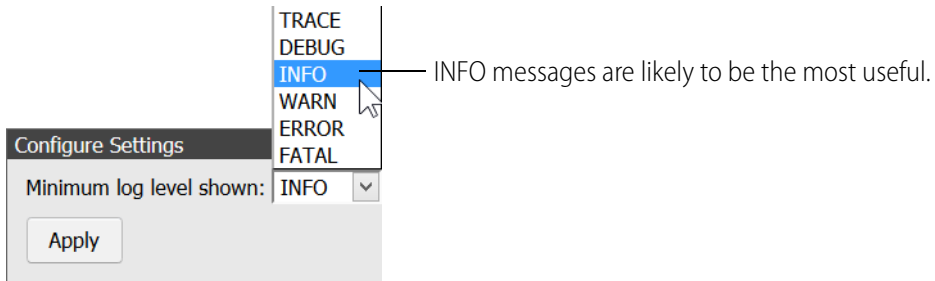 TRACE
DEBUG
INFO
INFO messages are likely to be the most useful.
WARN
ERROR
FATAL
Configure Settings
Minimum log level shown: INFO
Apply